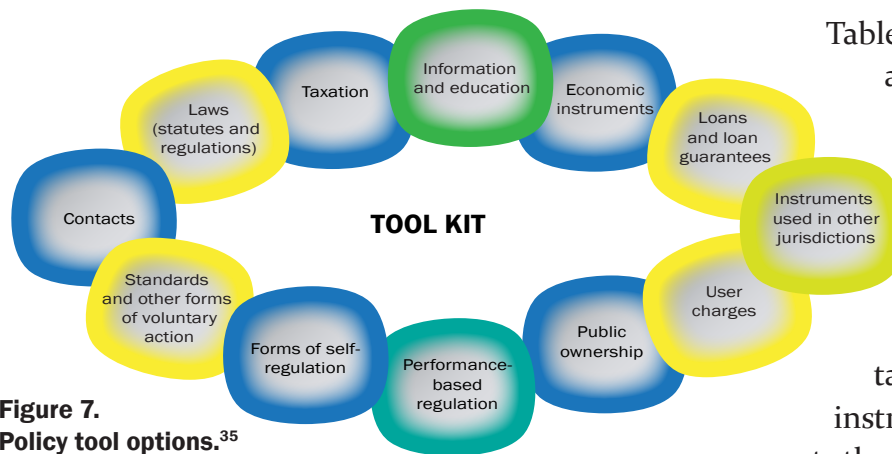 Information
and education
Taxation
Economic
instruments
Laws
(statutes and
regulations)
Loans
and loan
guarantees
Contacts
TOOL KIT
Instruments
used in other
jurisdictions
Standards
and other forms
of voluntary
action
User
charges
Forms of self-
regulation
Performance-
based
regulation
Public
ownership
Figure 7.
Policy tool options.³⁵
Table
a
ta
instr